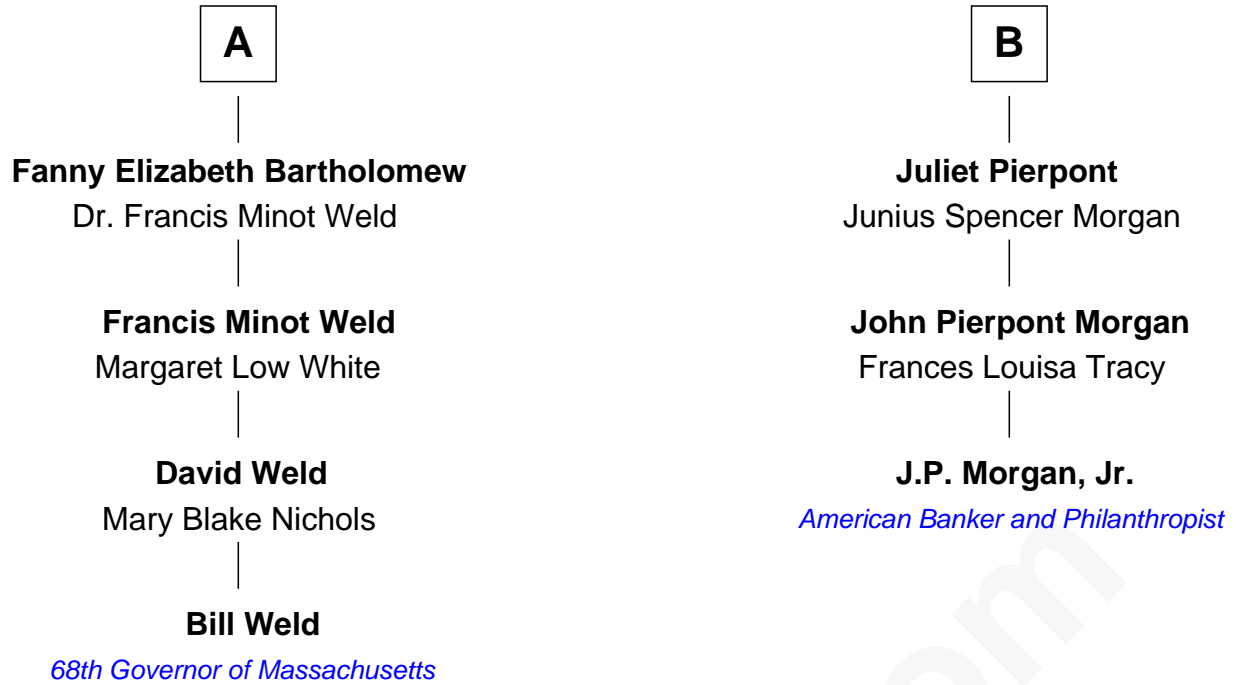 A
Fanny Elizabeth Bartholomew
Dr. Francis Minot Weld
Francis Minot Weld
Margaret Low White
David Weld
Mary Blake Nichols
Bill Weld
68th Governor of Massachusetts
B
Juliet Pierpont
Junius Spencer Morgan
John Pierpont Morgan
Frances Louisa Tracy
J.P. Morgan, Jr.
American Banker and Philanthropist
om